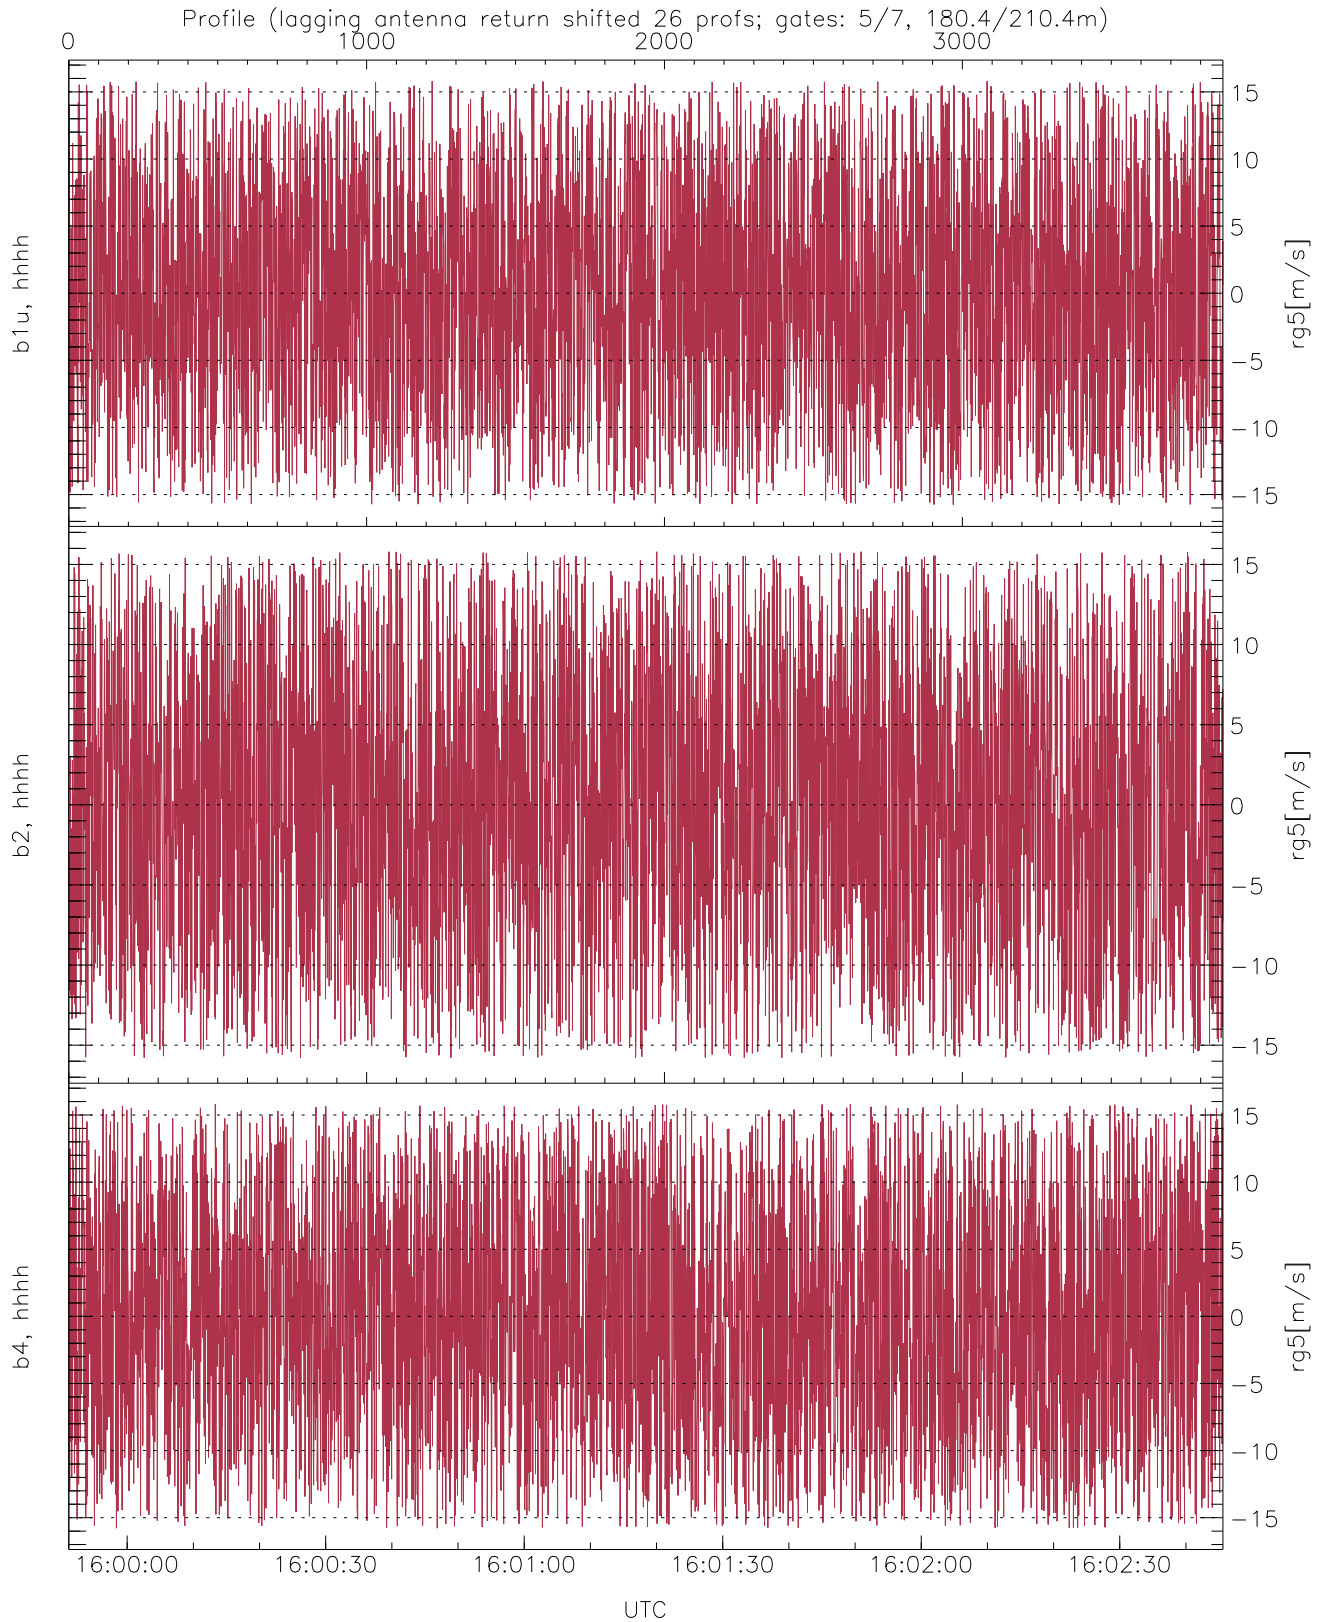 Profile (lagging antenna return shifted 26 profs; gates: 5/7, 180.4/210.4m)
0 1000 2000 3000
15
10
5
0
-5
-10
-15
b1u, hhhh
rg5[m/s]
15
10
5
0
-5
-10
-15
b2, hhhh
rg5[m/s]
15
10
5
0
-5
-10
-15
b4, hhhh
rg5[m/s]
16:00:00 16:00:30 16:01:00 16:01:30 16:02:00 16:02:30
UTC